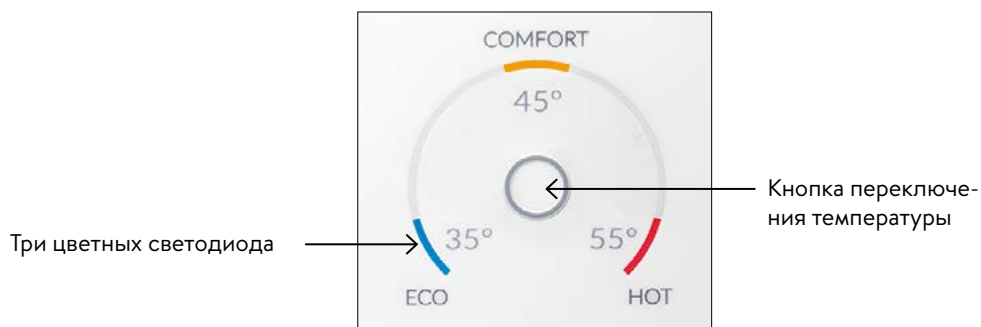 COMFORT
45°
Кнопка переключе-
ния температуры
Три цветных светодиода
35°
55°
ECO
HOT